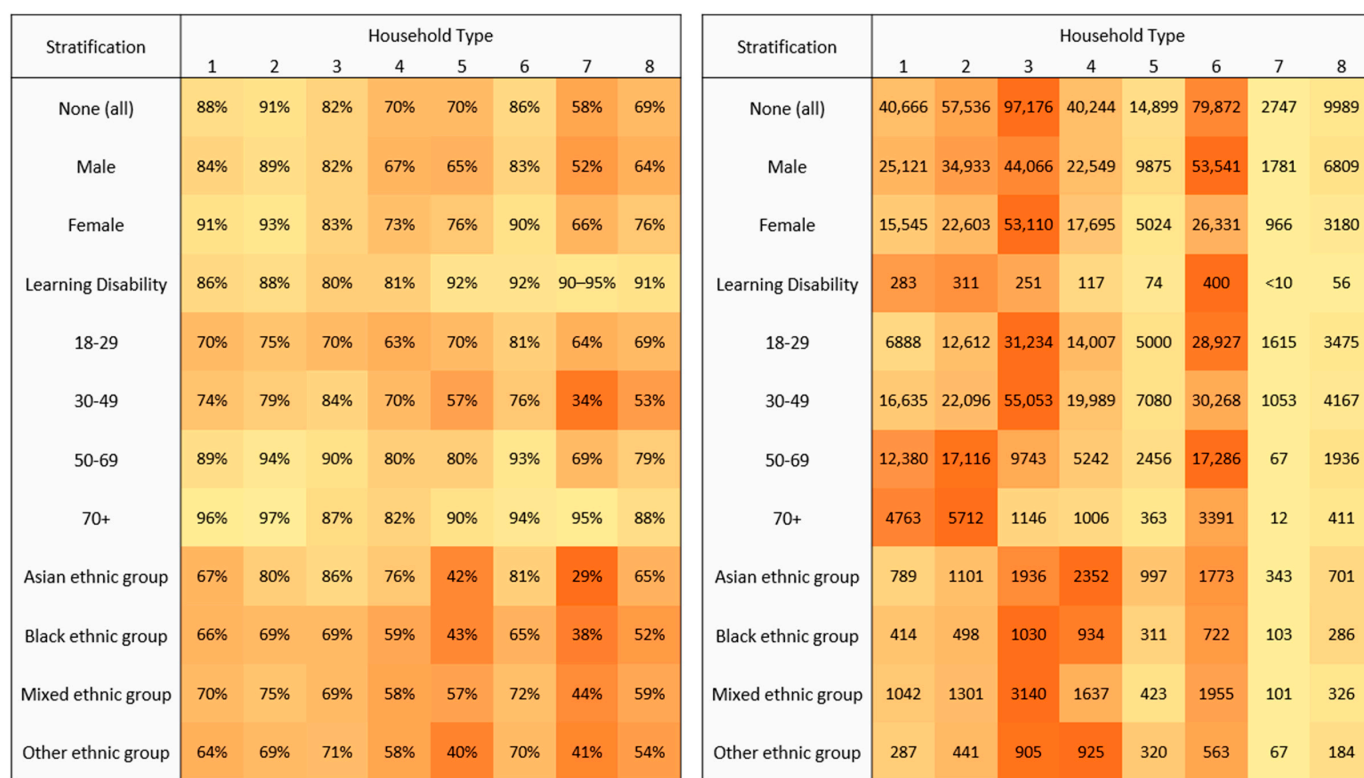 Stratification Household Type
1 2 3 4 5 6 7 8
None (all) 88% 91% 82% 70% 70% 86% 58% 69%
Male 84% 89% 82% 67% 65% 83% 52% 64%
Female 91% 93% 83% 73% 76% 90% 66% 76%
Learning Disability 86% 88% 80% 81% 92% 92% 90–95% 91%
18-29 70% 75% 70% 63% 70% 81% 64% 69%
30-49 74% 79% 84% 70% 57% 76% 34% 53%
50-69 89% 94% 90% 80% 80% 93% 69% 79%
70+ 96% 97% 87% 82% 90% 94% 95% 88%
Asian ethnic group 67% 80% 86% 76% 42% 81% 29% 65%
Black ethnic group 66% 69% 69% 59% 43% 65% 38% 52%
Mixed ethnic group 70% 75% 69% 58% 57% 72% 44% 59%
Other ethnic group 64% 69% 71% 58% 40% 70% 41% 54%
Stratification Household Type
1 2 3 4 5 6 7 8
None (all) 40,666 57,536 97,176 40,244 14,899 79,872 2747 9989
Male 25,121 34,933 44,066 22,549 9875 53,541 1781 6809
Female 15,545 22,603 53,110 17,695 5024 26,331 966 3180
Learning Disability 283 311 251 117 74 400 <10 56
18-29 6888 12,612 31,234 14,007 5000 28,927 1615 3475
30-49 16,635 22,096 55,053 19,989 7080 30,268 1053 4167
50-69 12,380 17,116 9743 5242 2456 17,286 67 1936
70+ 4763 5712 1146 1006 363 3391 12 411
Asian ethnic group 789 1101 1936 2352 997 1773 343 701
Black ethnic group 414 498 1030 934 311 722 103 286
Mixed ethnic group 1042 1301 3140 1637 423 1955 101 326
Other ethnic group 287 441 905 925 320 563 67 184